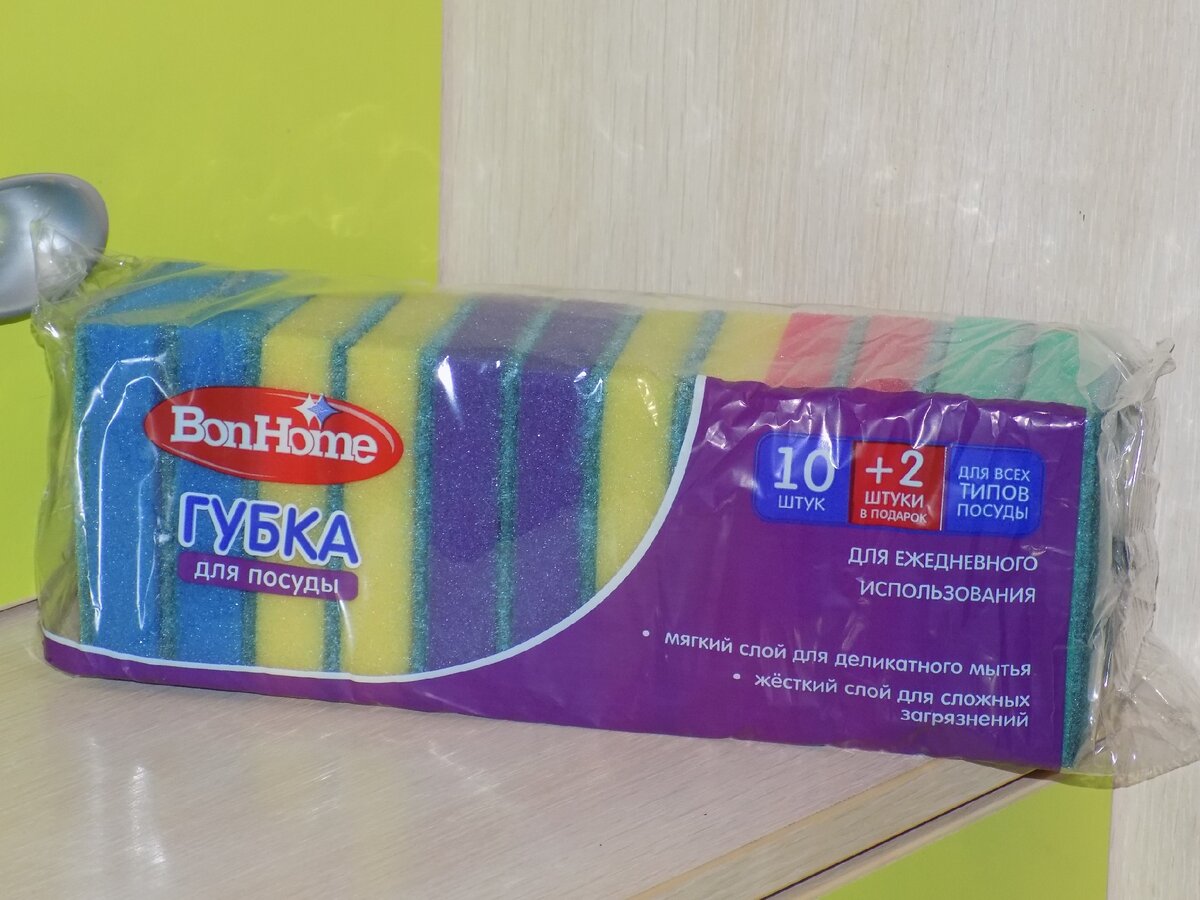 BonHome
ГУБКА
для посуды
10
ШТУК
+2
ШТУКИ
В ПОДАРОК
ДЛЯ ВСЕХ
ТИПОВ
ПОСУДЫ
ДЛЯ ЕЖЕДНЕВНОГО
ИСПОЛЬЗОВАНИЯ
• мягкий слой для деликатного мытья
• жёсткий слой для сложных
загрязнений